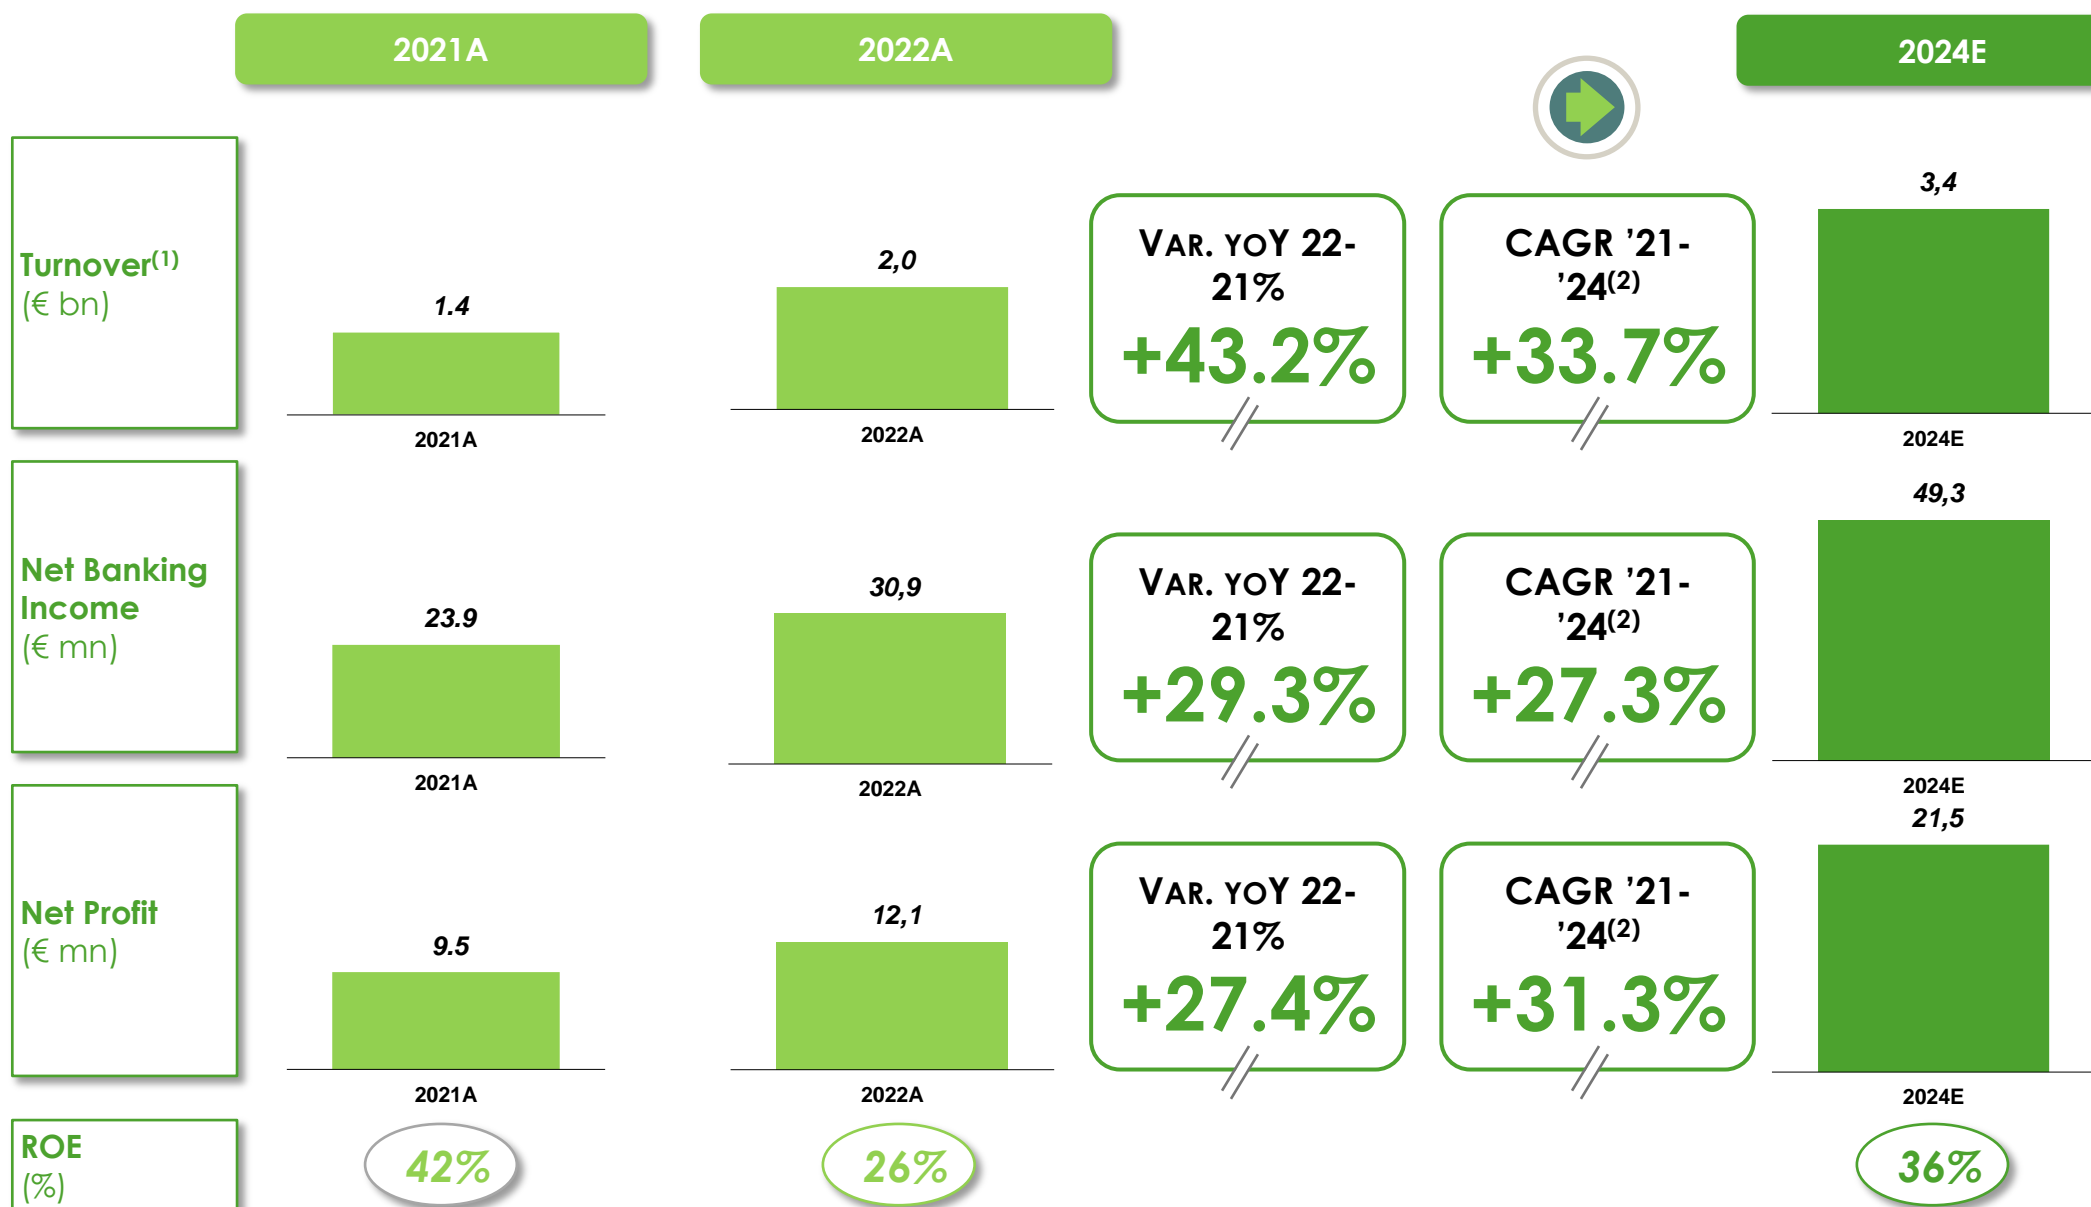 2021A
2022A
2024E
Turnover(1)
(€ bn)
1.4
2021A
2,0
2022A
VAR. YOY 22-
21%
+43.2%
CAGR '21-
'24(2)
+33.7%
3,4
2024E
Net Banking
Income
(€ mn)
23.9
2021A
30,9
2022A
VAR. YOY 22-
21%
+29.3%
CAGR '21-
'24(2)
+27.3%
49,3
2024E
Net Profit
(€ mn)
9.5
2021A
12,1
2022A
VAR. YOY 22-
21%
+27.4%
CAGR '21-
'24(2)
+31.3%
21,5
2024E
ROE
(%)
42%
26%
36%